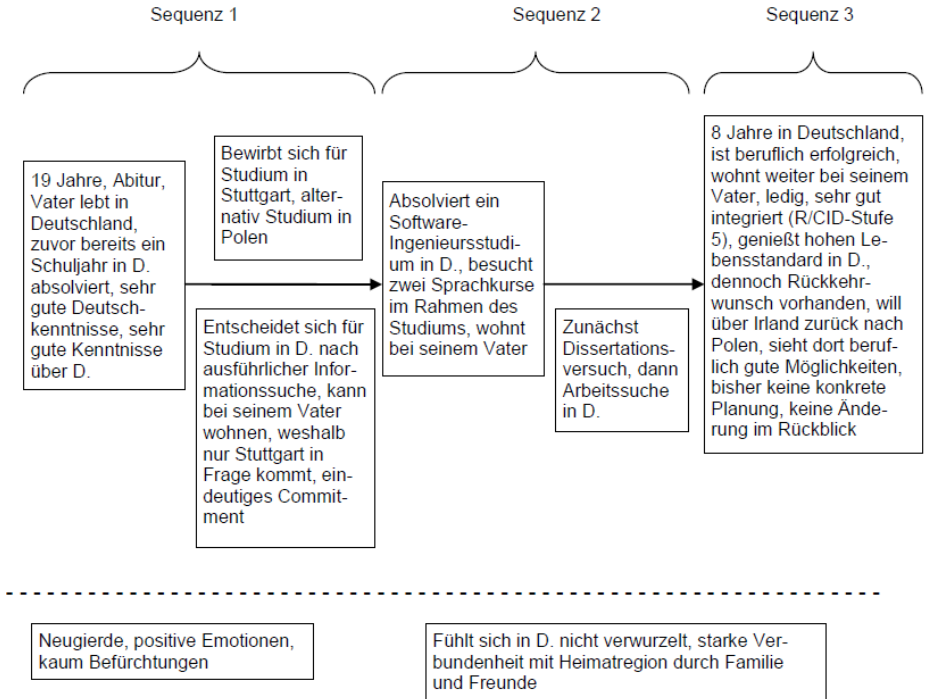 Sequenz 1
Sequenz 2
Sequenz 3
19 Jahre, Abitur,
Vater lebt in
Deutschland,
zuvor bereits ein
Schuljahr in D.
absolviert, sehr
gute Deutsch-
kenntnisse, sehr
gute Kenntnisse
über D.
Bewirbt sich für
Studium in
Stuttgart, alter-
nativ Studium in
Polen
Entscheidet sich für
Studium in D. nach
ausführlicher Infor-
mationssuche, kann
bei seinem Vater
wohnen, weshalb
nur Stuttgart in
Frage kommt, ein-
deutiges Commit-
ment
Absolviert ein
Software-
Ingenieursstudi-
um in D., besucht
zwei Sprachkurse
im Rahmen des
Studiums, wohnt
bei seinem Vater
Zunächst
Dissertations-
versuch, dann
Arbeitssuche
in D.
8 Jahre in Deutschland,
ist beruflich erfolgreich,
wohnt weiter bei seinem
Vater, ledig, sehr gut
integriert (R/CID-Stufe
5), genießt hohen Le-
bensstandard in D.,
dennoch Rückkehr-
wunsch vorhanden, will
über Irland zurück nach
Polen, sieht dort beruf-
lich gute Möglichkeiten,
bisher keine konkrete
Planung, keine Ände-
rung im Rückblick
Neugierde, positive Emotionen,
kaum Befürchtungen
Fühlt sich in D. nicht verwurzelt, starke Ver-
bundenheit mit Heimatregion durch Familie
und Freunde